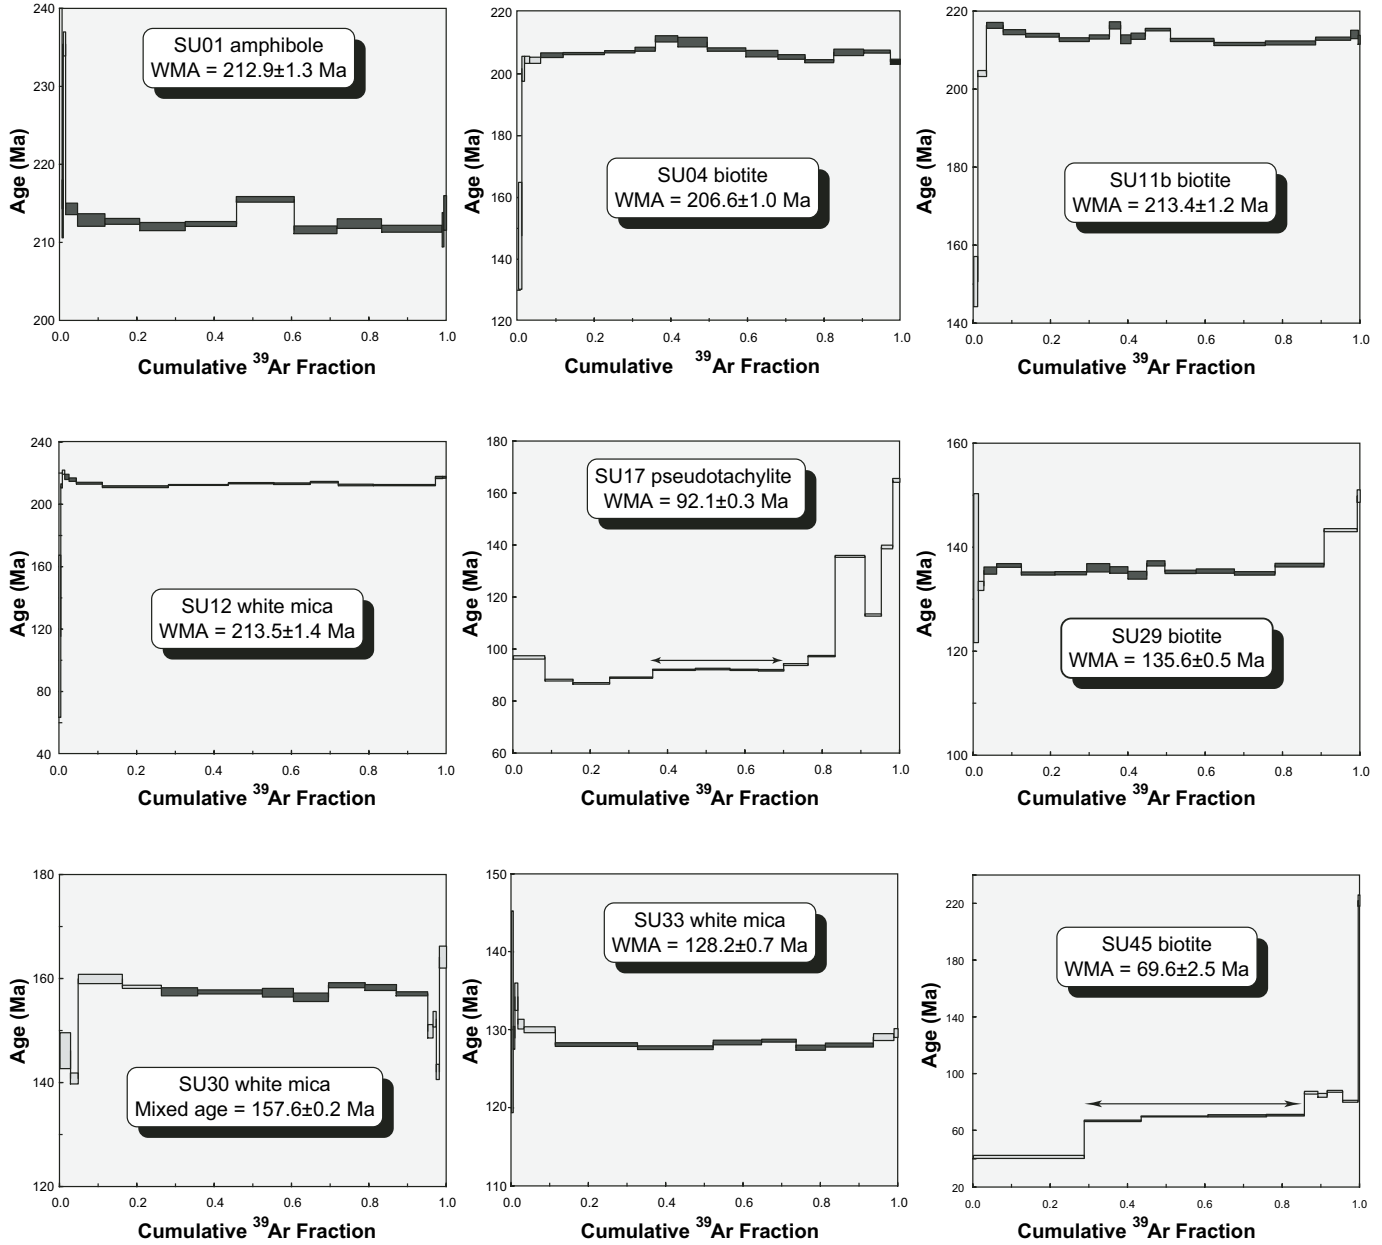 240
230
220
210
200
Age (Ma)
SU01 amphibole
WMA = 212.9±1.3 Ma
0.0 0.2 0.4 0.6 0.8 1.0
Cumulative 39Ar Fraction
220
200
180
160
140
120
Age (Ma)
SU04 biotite
WMA = 206.6±1.0 Ma
0.0 0.2 0.4 0.6 0.8 1.0
Cumulative 39Ar Fraction
220
200
180
160
140
Age (Ma)
SU11b biotite
WMA = 213.4±1.2 Ma
0.0 0.2 0.4 0.6 0.8 1.0
Cumulative 39Ar Fraction
240
200
160
120
80
40
Age (Ma)
SU12 white mica
WMA = 213.5±1.4 Ma
0.0 0.2 0.4 0.6 0.8 1.0
Cumulative 39Ar Fraction
180
160
140
120
100
80
60
Age (Ma)
SU17 pseudotachylite
WMA = 92.1±0.3 Ma
0.0 0.2 0.4 0.6 0.8 1.0
Cumulative 39Ar Fraction
160
140
120
100
Age (Ma)
SU29 biotite
WMA = 135.6±0.5 Ma
0.0 0.2 0.4 0.6 0.8 1.0
Cumulative 39Ar Fraction
180
160
140
120
Age (Ma)
SU30 white mica
Mixed age = 157.6±0.2 Ma
0.0 0.2 0.4 0.6 0.8 1.0
Cumulative 39Ar Fraction
150
140
130
120
110
Age (Ma)
SU33 white mica
WMA = 128.2±0.7 Ma
0.0 0.2 0.4 0.6 0.8 1.0
Cumulative 39Ar Fraction
220
180
140
100
60
20
Age (Ma)
SU45 biotite
WMA = 69.6±2.5 Ma
0.0 0.2 0.4 0.6 0.8 1.0
Cumulative 39Ar Fraction